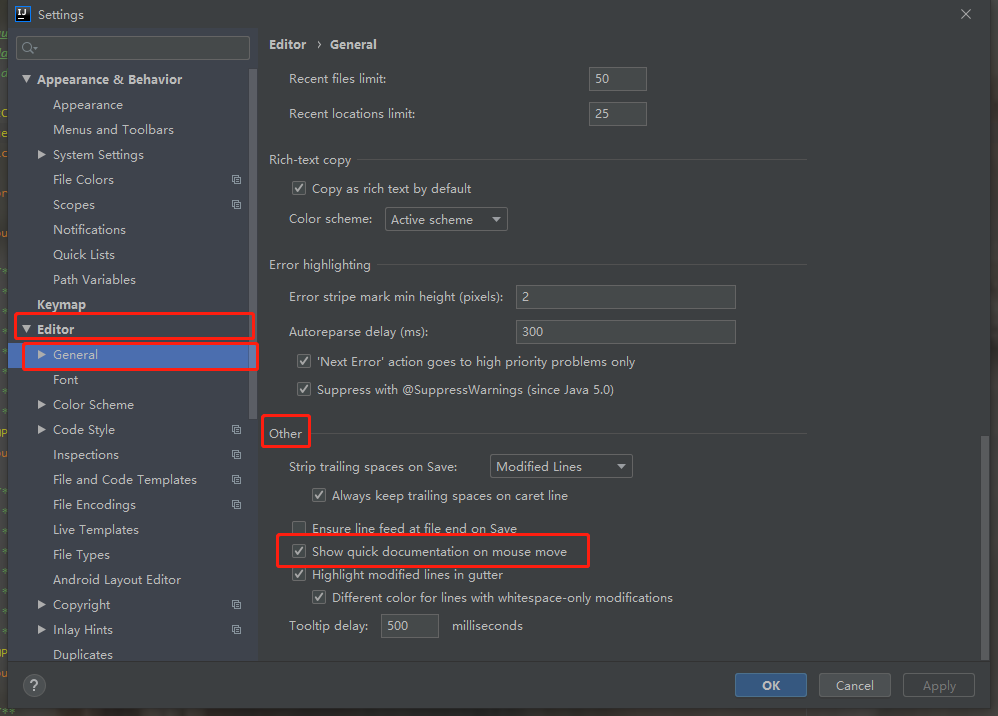 Settings
Appearance & Behavior
Appearance
Menus and Toolbars
System Settings
File Colors
Scopes
Notifications
Quick Lists
Path Variables
Keymap
Editor
General
Font
Color Scheme
Code Style
Inspections
File and Code Templates
File Encodings
Live Templates
File Types
Android Layout Editor
Copyright
Inlay Hints
Duplicates
Editor › General
Recent files limit: 50
Recent locations limit: 25
Rich-text copy
Copy as rich text by default
Color scheme: Active scheme
Error highlighting
Error stripe mark min height (pixels): 2
Autoreparse delay (ms): 300
'Next Error' action goes to high priority problems only
Suppress with @SuppressWarnings (since Java 5.0)
Other
Strip trailing spaces on Save: Modified Lines
Always keep trailing spaces on caret line
Ensure line feed at file end on Save
Show quick documentation on mouse move
Highlight modified lines in gutter
Different color for lines with whitespace-only modifications
Tooltip delay: 500 milliseconds
? OK Cancel Apply